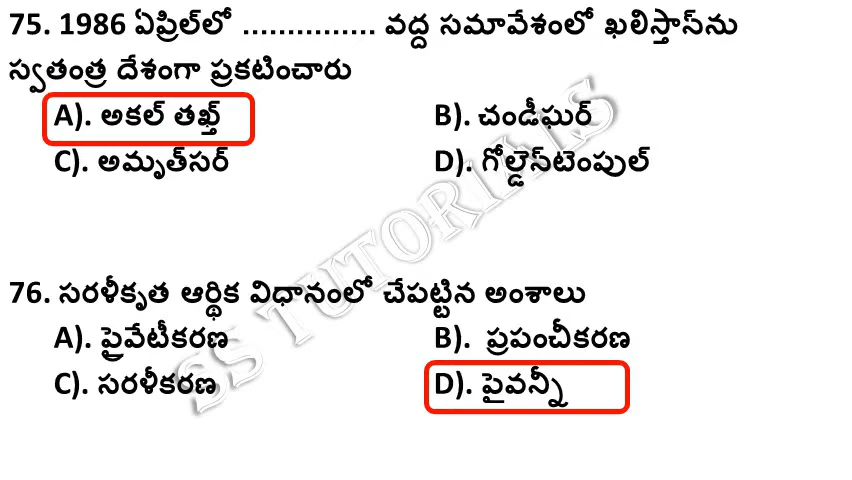 75. 1986 ఏప్రిల్‌లో ............... వద్ద సమావేశంలో ఖలిస్తాన్‌ను
స్వతంత్ర దేశంగా ప్రకటించారు
A). అకల్ తఖ్త్ B). చండీఘర్
C). అమృత్‌సర్ D). గోల్డెన్‌టెంపుల్
76. సరళీకృత ఆర్థిక విధానంలో చేపట్టిన అంశాలు
A). ప్రైవేటీకరణ B). ప్రపంచీకరణ
C). సరళీకరణ D). పైవన్నీ
SS TUTORIALS